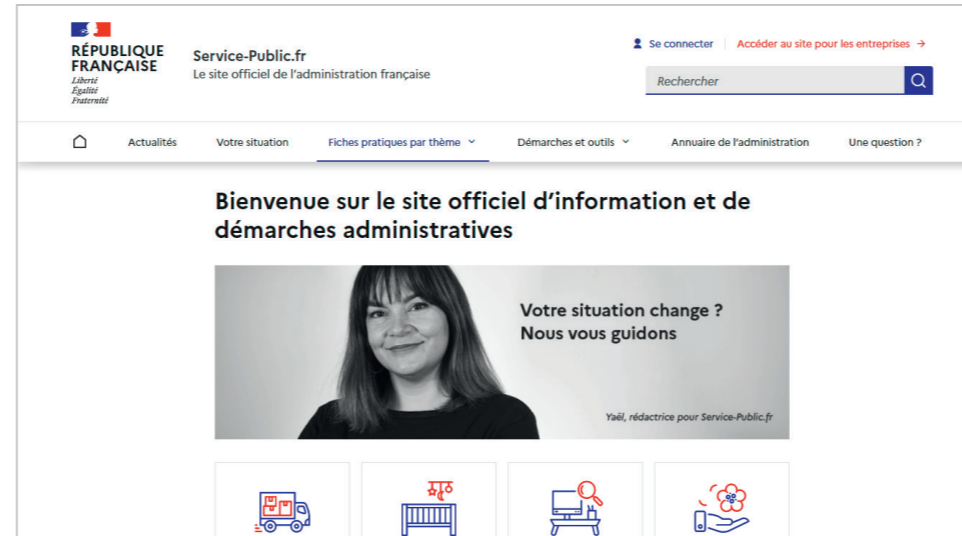 RÉPUBLIQUE
FRANÇAISE
Liberté
Égalité
Fraternité
Service-Public.fr
Le site officiel de l'administration française
Se connecter
Accéder au site pour les entreprises →
Rechercher
Actualités
Votre situation
Fiches pratiques par thème
Démarches et outils
Annuaire de l'administration
Une question ?
Bienvenue sur le site officiel d'information et de
démarches administratives
Votre situation change ?
Nous vous guidons
Yaël, rédactrice pour Service-Public.fr